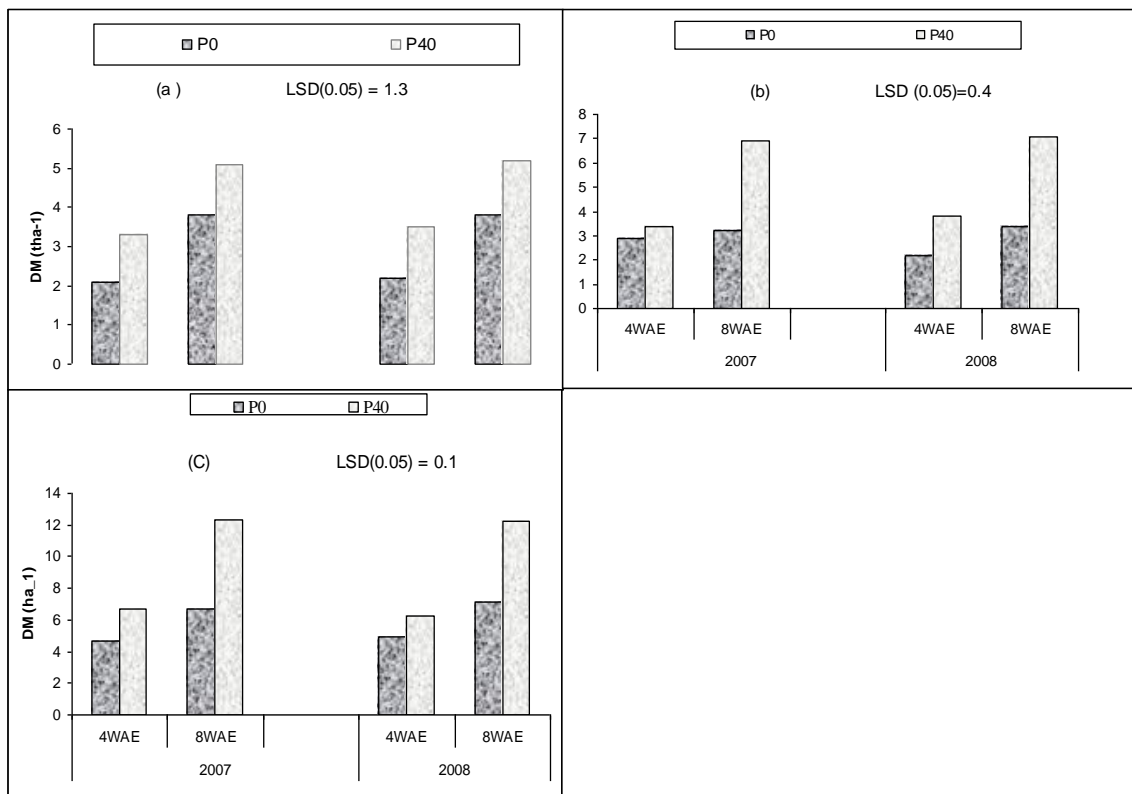 P0 P40
(a ) LSD(0.05) = 1.3
6
5
4
3
2
1
0
DM (tha-1)
P0 P40
(b) LSD (0.05)=0.4
8
7
6
5
4
3
2
1
0
4WAE 8WAE 4WAE 8WAE
2007 2008
P0 P40
(C) LSD(0.05) = 0.1
14
12
10
8
6
4
2
0
DM (ha_1)
4WAE 8WAE 4WAE 8WAE
2007 2008